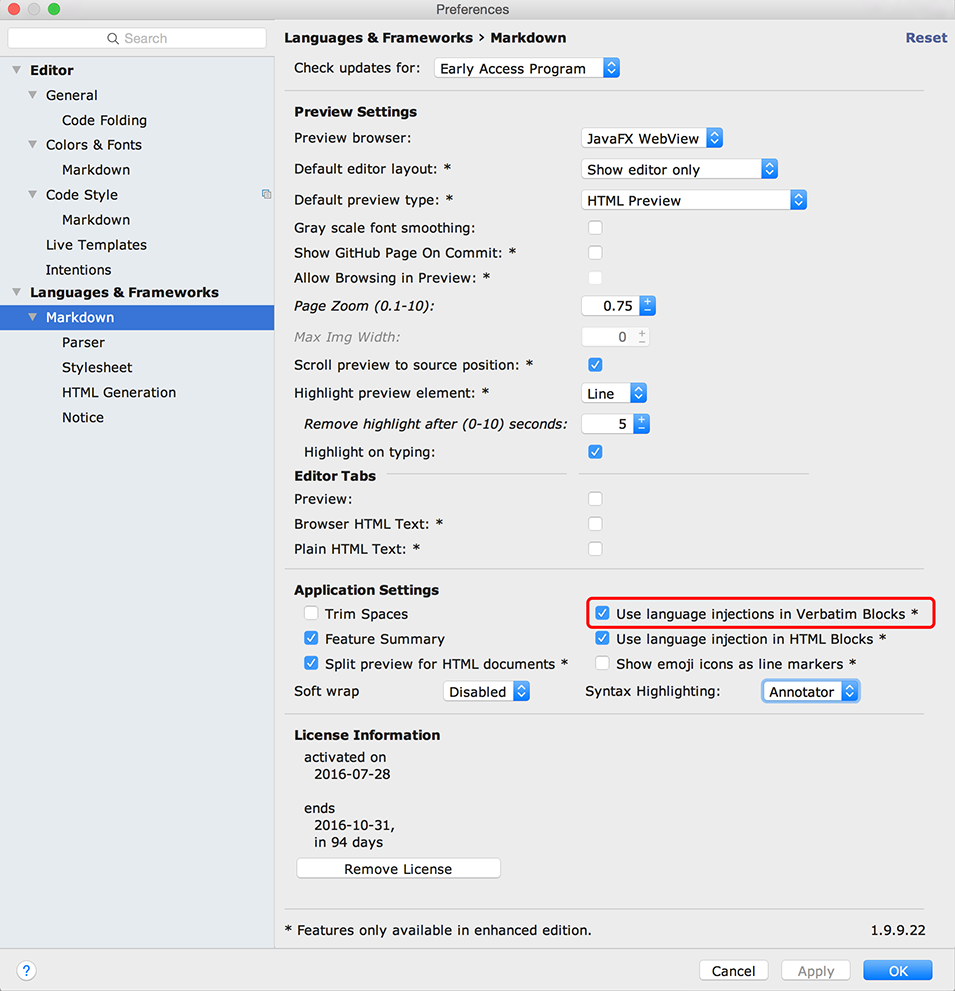 Preferences
Search
Editor
General
Code Folding
Colors & Fonts
Markdown
Code Style
Markdown
Live Templates
Intentions
Languages & Frameworks
Markdown
Parser
Stylesheet
HTML Generation
Notice
Languages & Frameworks › Markdown Reset
Check updates for: Early Access Program
Preview Settings
Preview browser: JavaFX WebView
Default editor layout: * Show editor only
Default preview type: * HTML Preview
Gray scale font smoothing:
Show GitHub Page On Commit: *
Allow Browsing in Preview: *
Page Zoom (0.1-10): 0.75
Max Img Width: 0
Scroll preview to source position: *
Highlight preview element: * Line
Remove highlight after (0-10) seconds: 5
Highlight on typing:
Editor Tabs
Preview:
Browser HTML Text: *
Plain HTML Text: *
Application Settings
Trim Spaces Use language injections in Verbatim Blocks *
Feature Summary Use language injection in HTML Blocks *
Split preview for HTML documents * Show emoji icons as line markers *
Soft wrap Disabled Syntax Highlighting: Annotator
License Information
activated on
2016-07-28
ends
2016-10-31,
in 94 days
Remove License
* Features only available in enhanced edition. 1.9.9.22
? Cancel Apply OK